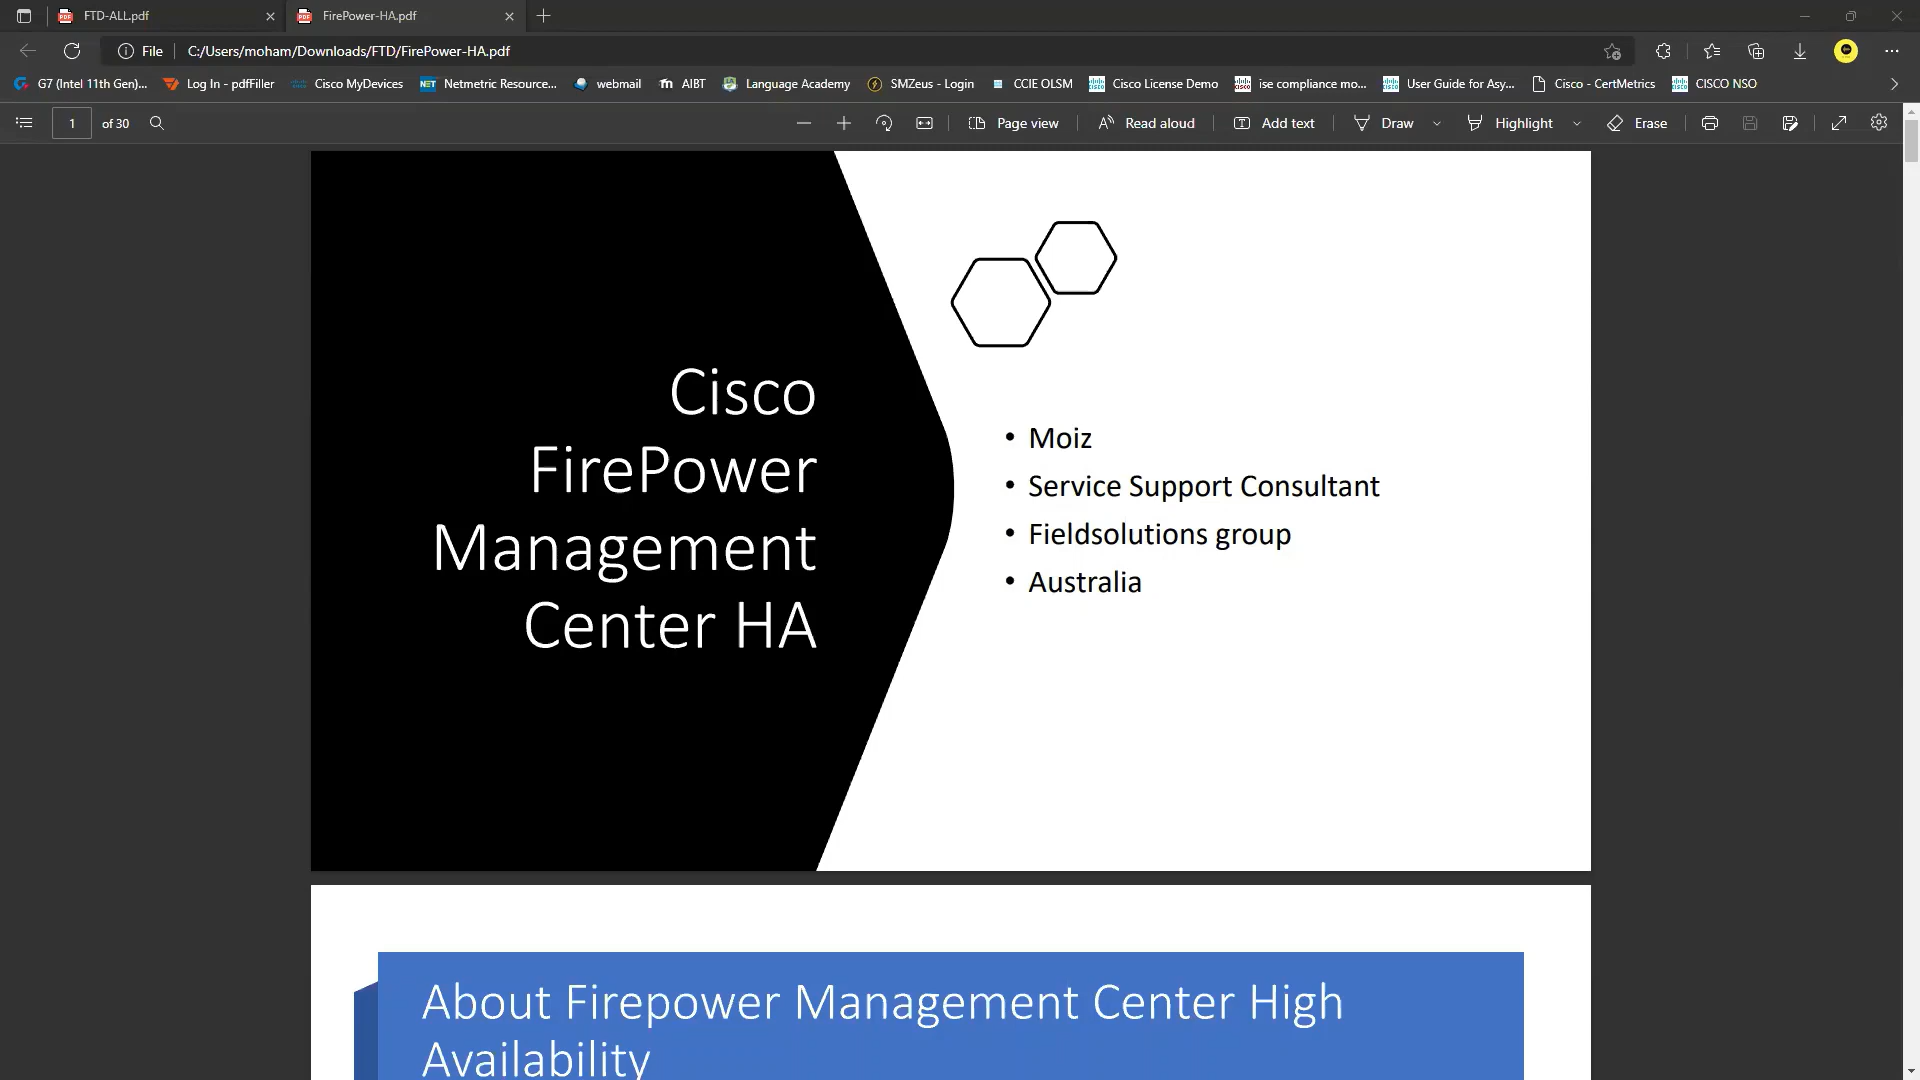 FTD-ALL.pdf
FirePower-HA.pdf
File
C:/Users/moham/Downloads/FTD/FirePower-HA.pdf
G7 (Intel 11th Gen)...
Log In - pdfFiller
Cisco MyDevices
Netmetric Resource...
webmail
AIBT
Language Academy
SMZeus - Login
CCIE OLSM
Cisco License Demo
ise compliance mo...
User Guide for Asy...
Cisco - CertMetrics
CISCO NSO
1 of 30
Page view
Read aloud
Add text
Draw
Highlight
Erase
Cisco
FirePower
Management
Center HA
• Moiz
• Service Support Consultant
• Fieldsolutions group
• Australia
About Firepower Management Center High
Availability